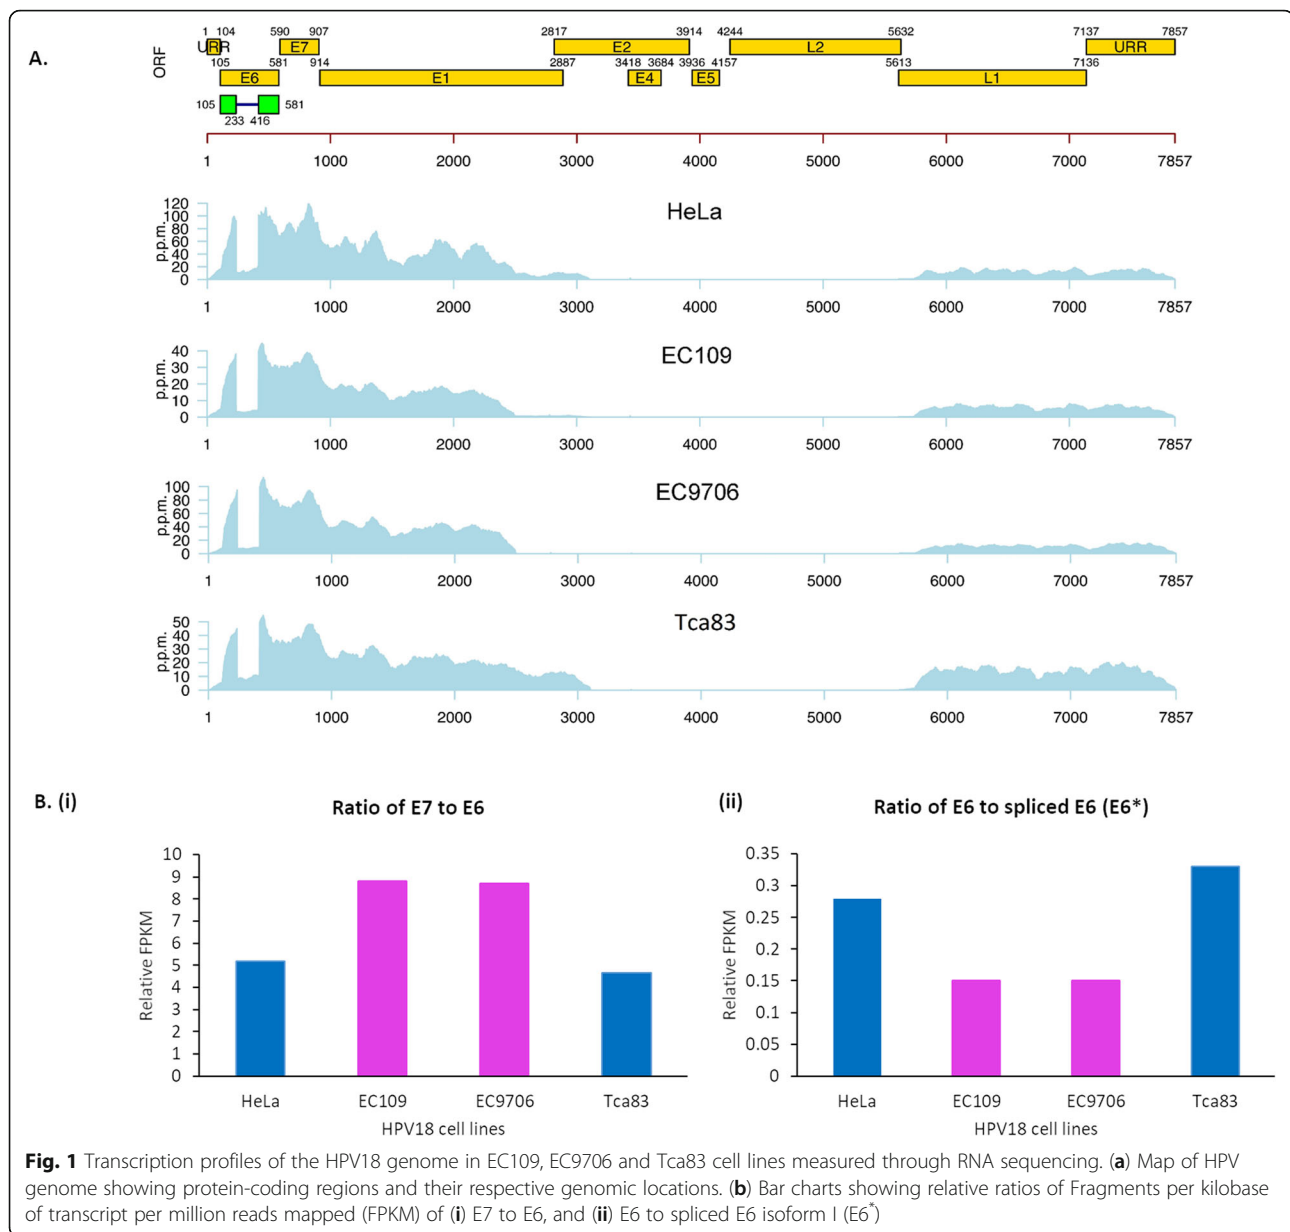 A.
ORF
1 104 590 907 2817 3914 4244 5632 7137 7857
URR E7 E2 L2 URR
105 581 914 2887 3418 3684 3936 4157 5613 7136
E6 E1 E4 E5 L1
105 581
233 416
1 1000 2000 3000 4000 5000 6000 7000 7857
HeLa
p.p.m.
120
100
80
60
40
20
0
1 1000 2000 3000 4000 5000 6000 7000 7857
EC109
p.p.m.
40
30
20
10
0
1 1000 2000 3000 4000 5000 6000 7000 7857
EC9706
p.p.m.
100
80
60
40
20
0
1 1000 2000 3000 4000 5000 6000 7000 7857
Tca83
p.p.m.
50
40
30
20
10
0
1 1000 2000 3000 4000 5000 6000 7000 7857
B. (i)
Ratio of E7 to E6
Relative FPKM
10
9
8
7
6
5
4
3
2
1
0
HeLa EC109 EC9706 Tca83
HPV18 cell lines
(ii)
Ratio of E6 to spliced E6 (E6*)
Relative FPKM
0.35
0.3
0.25
0.2
0.15
0.1
0.05
0
HeLa EC109 EC9706 Tca83
HPV18 cell lines
Fig. 1 Transcription profiles of the HPV18 genome in EC109, EC9706 and Tca83 cell lines measured through RNA sequencing. (a) Map of HPV
genome showing protein-coding regions and their respective genomic locations. (b) Bar charts showing relative ratios of Fragments per kilobase
of transcript per million reads mapped (FPKM) of (i) E7 to E6, and (ii) E6 to spliced E6 isoform I (E6*)